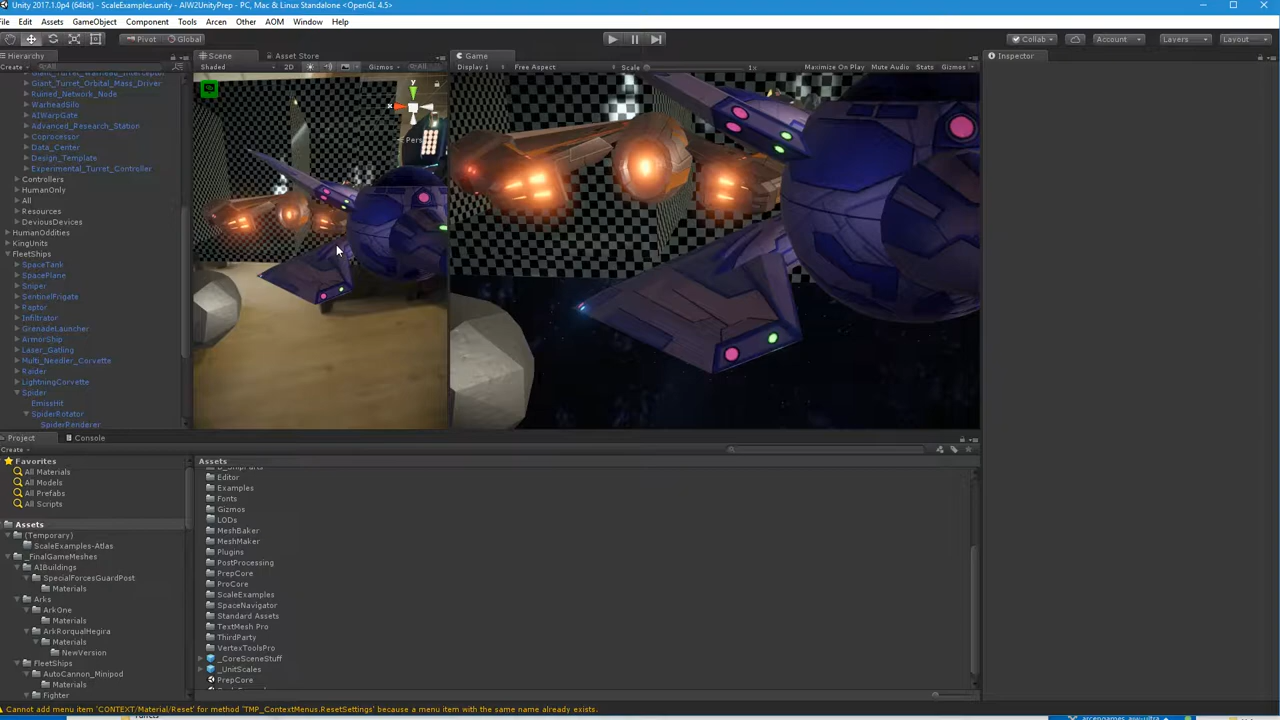 Unity 2017.1.0p4 (64bit) - ScaleExamples.unity - AIW2UnityPrep - PC, Mac & Linux Standalone <OpenGL 4.5>
File Edit Assets GameObject Component Tools Arcen Other AOM Window Help
Pivot Global Collab Account Layers Layout
Hierarchy Scene Asset Store Game Inspector
Create All Shaded 2D Gizmos All Display 1 Free Aspect Scale 1x Maximize On Play Mute Audio Stats Gizmos
Giant_Turret_Warhead_Interceptor
Giant_Turret_Orbital_Mass_Driver
Ruined_Network_Node
WarheadSilo
AIWarpGate
Advanced_Research_Station
Coprocessor
Data_Center
Design_Template
Experimental_Turret_Controller
Controllers
HumanOnly
All
Resources
DeviousDevices
HumanOddities
KingUnits
FleetShips
SpaceTank
SpacePlane
Sniper
SentinelFrigate
Raptor
Infiltrator
GrenadeLauncher
ArmorShip
Laser_Gatling
Multi_Needler_Corvette
Raider
LightningCorvette
Spider
EmissHit
SpiderRotator
SpiderRenderer
y
x
< Pers
Project Console
Create
Favorites
All Materials
All Models
All Prefabs
All Scripts
Assets
(Temporary)
ScaleExamples-Atlas
_FinalGameMeshes
AIBuildings
SpecialForcesGuardPost
Materials
Arks
ArkOne
Materials
ArkRorqualHegira
Materials
NewVersion
FleetShips
AutoCannon_Minipod
Materials
Fighter
Assets
Editor
Examples
Fonts
Gizmos
LODs
MeshBaker
MeshMaker
Plugins
PostProcessing
PrepCore
ProCore
ScaleExamples
SpaceNavigator
Standard Assets
TextMesh Pro
ThirdParty
VertexToolsPro
_CoreSceneStuff
_UnitScales
PrepCore
Cannot add menu item 'CONTEXT/Material/Reset' for method 'TMP_ContextMenus.ResetSettings' because a menu item with the same name already exists.